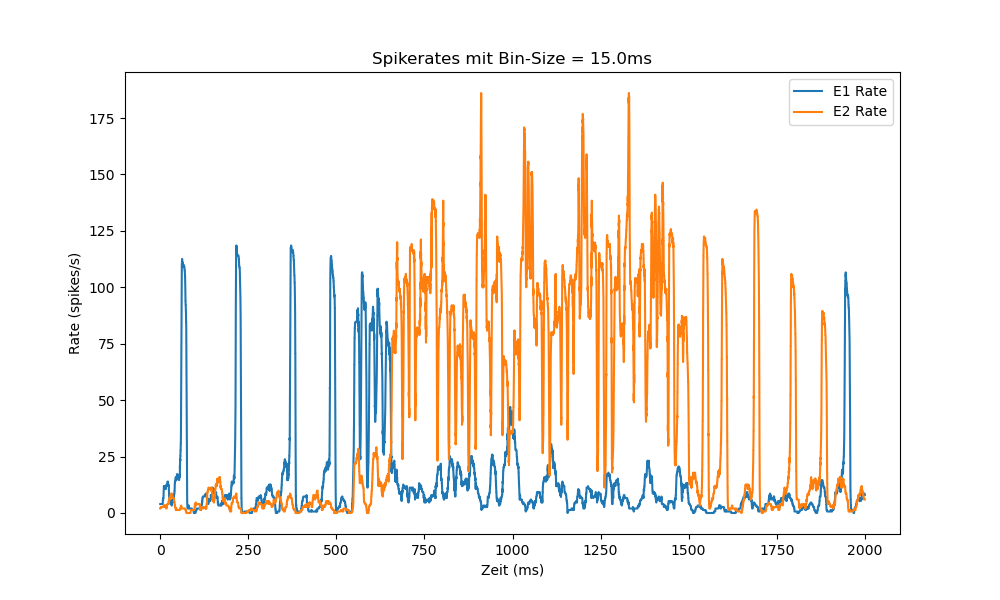 Spikerates mit Bin-Size = 15.0ms
E1 Rate
E2 Rate
175
150
125
100
75
50
25
0
Rate (spikes/s)
0 250 500 750 1000 1250 1500 1750 2000
Zeit (ms)